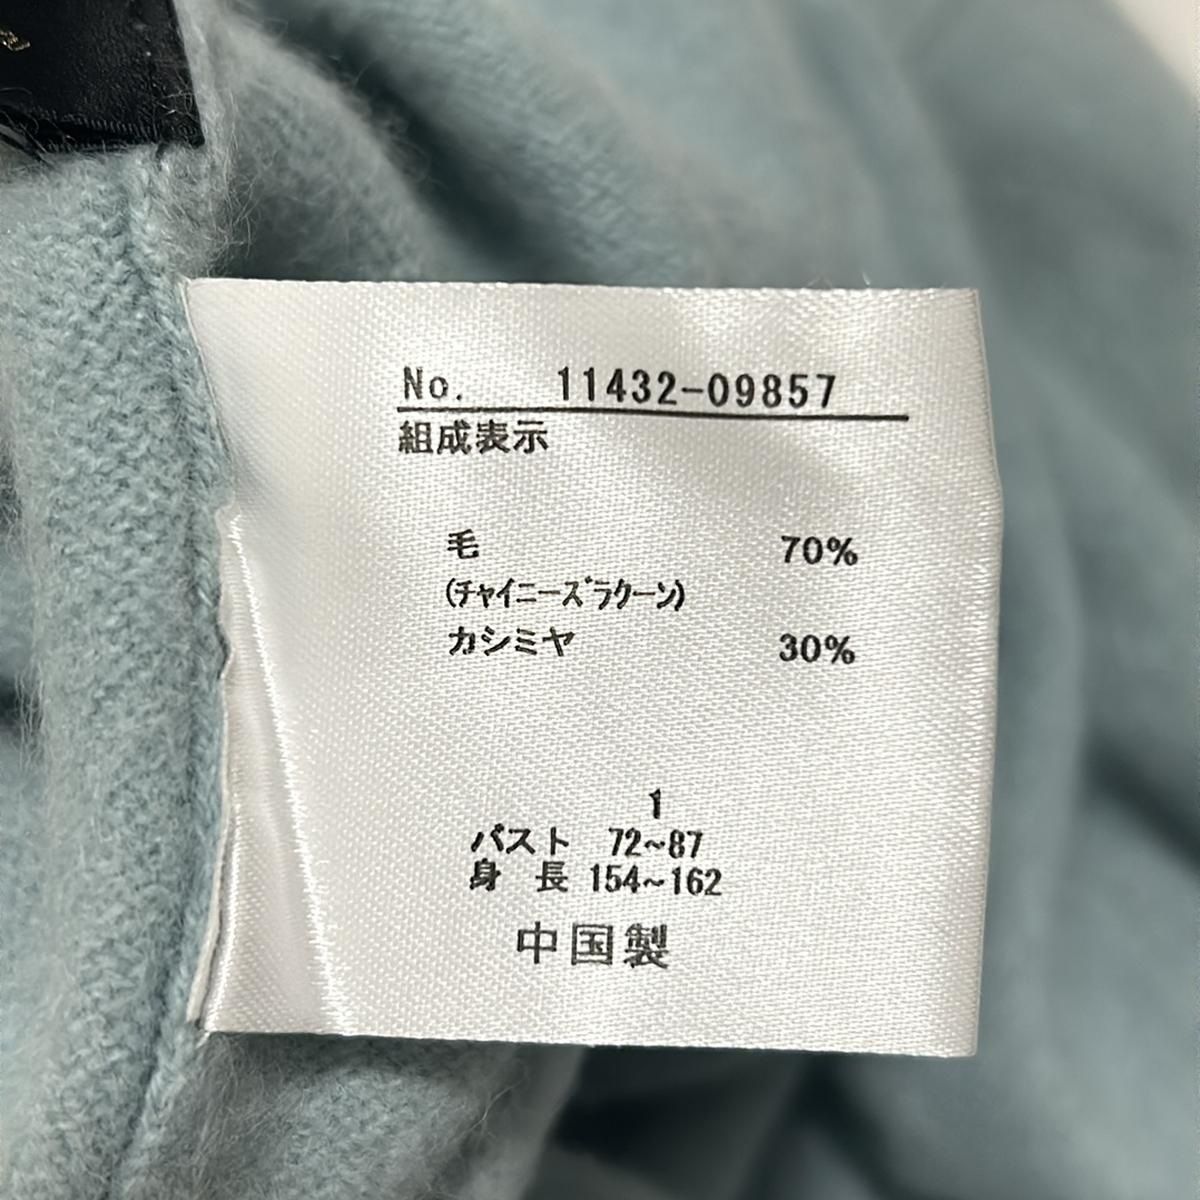 No. 11432-09857
組成表示
毛 70%
(チャイニーズラクーン)
カシミヤ 30%
1
バスト 72~87
身 長 154~162
中国製